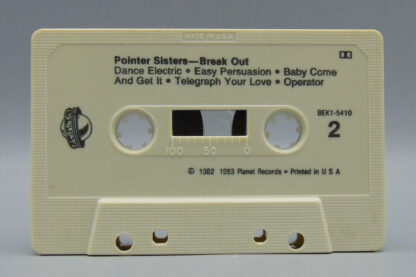 MADE IN U.S.A.
Pointer Sisters—Break Out
Dance Electric • Easy Persuasion • Baby Come
And Get It • Telegraph Your Love • Operator
BEK1-5410
2
100 50 0
℗ 1982 1983 Planet Records • Printed in U S A